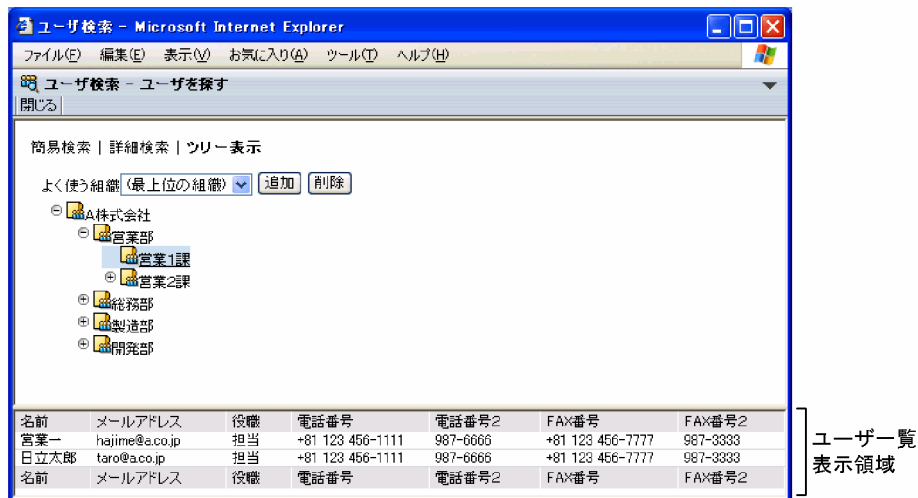 ユーザ検索 - Microsoft Internet Explorer
ファイル(F) 編集(E) 表示(V) お気に入り(A) ツール(T) ヘルプ(H)
ユーザ検索 - ユーザを探す
閉じる
簡易検索 | 詳細検索 | ツリー表示
よく使う組織 (最上位の組織) 追加 削除
A株式会社
営業部
営業1課
営業2課
総務部
製造部
開発部
名前 メールアドレス 役職 電話番号 電話番号2 FAX番号 FAX番号2
営業一 hajime@a.co.jp 担当 +81 123 456-1111 987-6666 +81 123 456-7777 987-3333
日立太郎 taro@a.co.jp 担当 +81 123 456-1111 987-6666 +81 123 456-7777 987-3333
名前 メールアドレス 役職 電話番号 電話番号2 FAX番号 FAX番号2
ユーザ一覧
表示領域